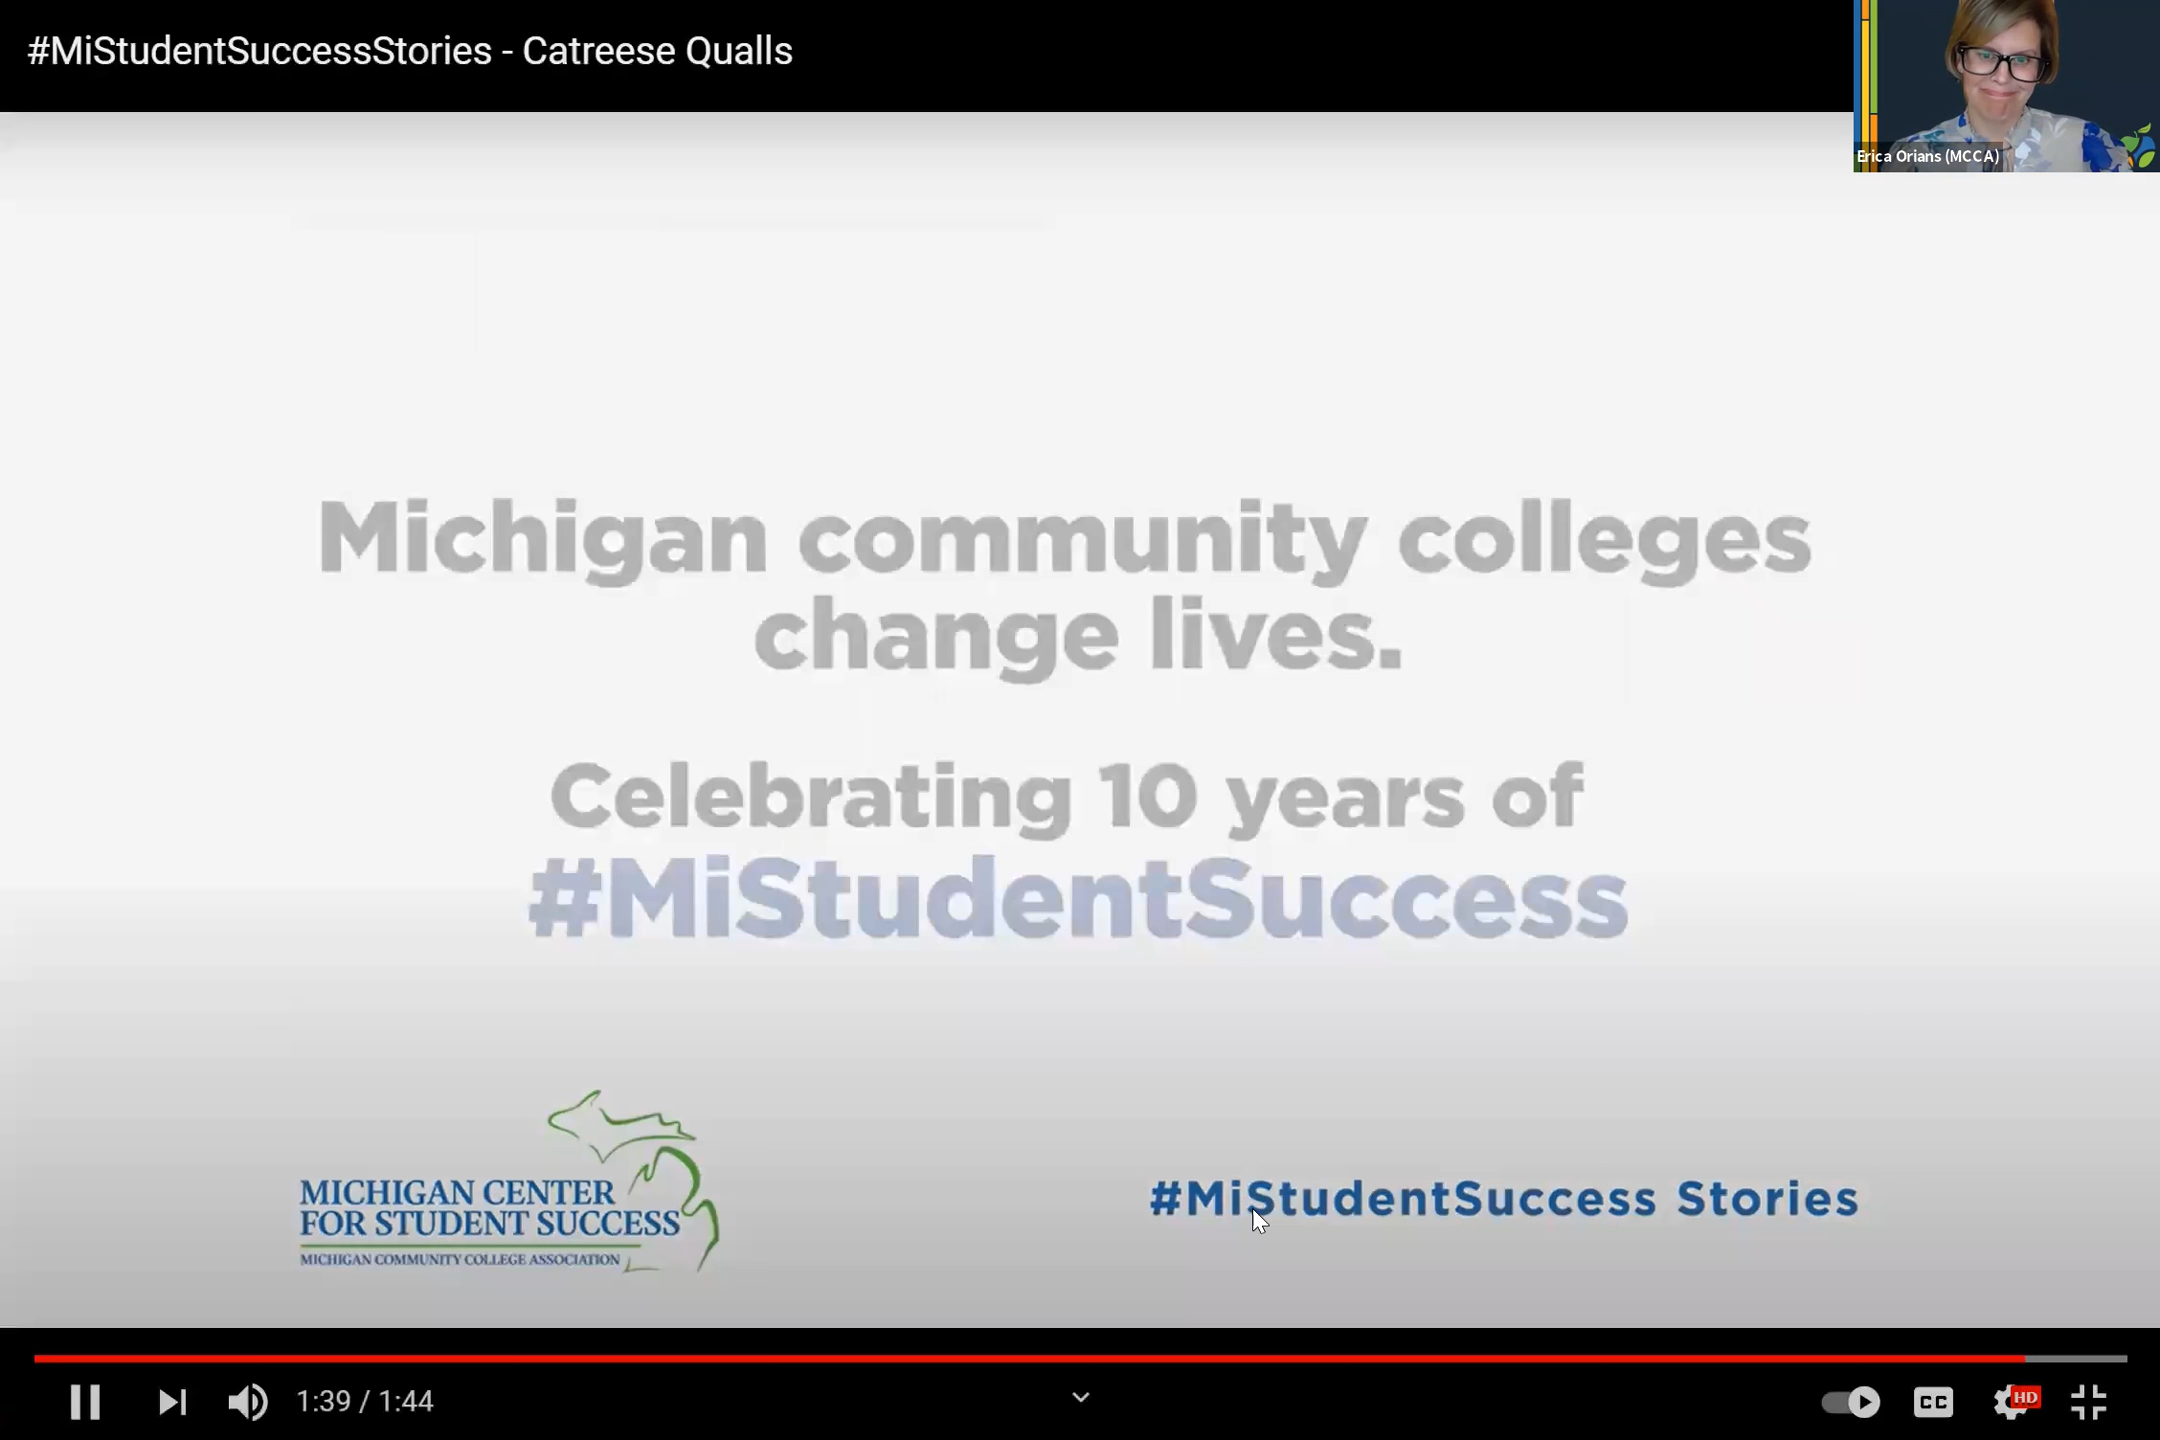 #MiStudentSuccessStories - Catreese Qualls
Erica Orians (MCCA)
Michigan community colleges
change lives.
Celebrating 10 years of
#MiStudentSuccess
MICHIGAN CENTER
FOR STUDENT SUCCESS
MICHIGAN COMMUNITY COLLEGE ASSOCIATION
#MiStudentSuccess Stories
1:39 / 1:44
CC
HD